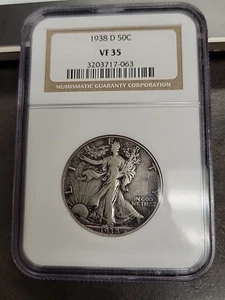 1938 D 50C
VF 35
3203717-063
NUMISMATIC GUARANTY CORPORATION
LIBERTY
IN GOD
WE TRUST
1938